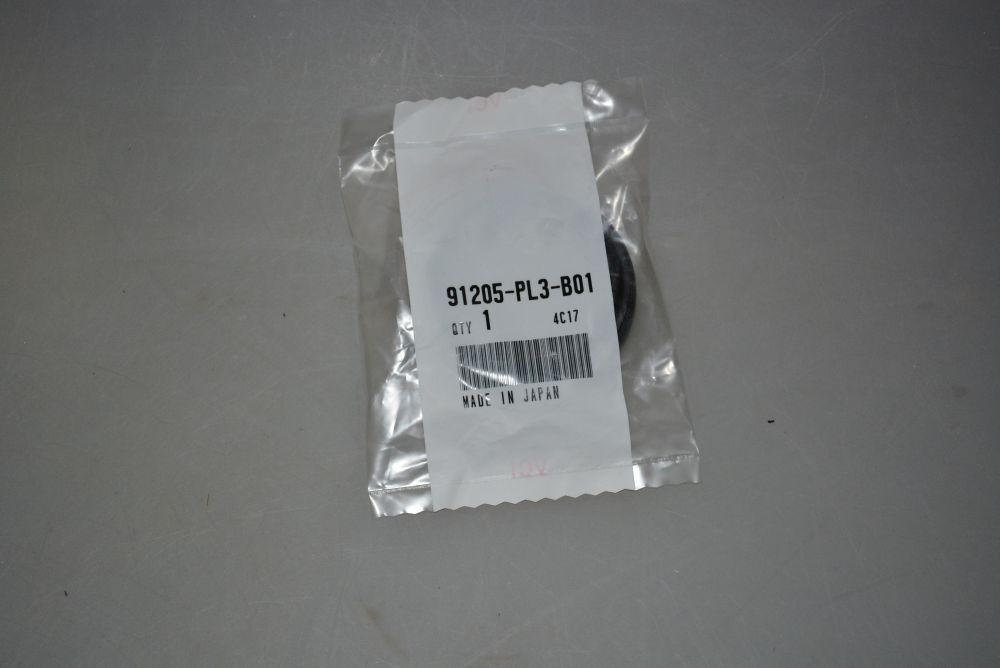 91205-PL3-B01
QTY 1 4C17
MADE IN JAPAN